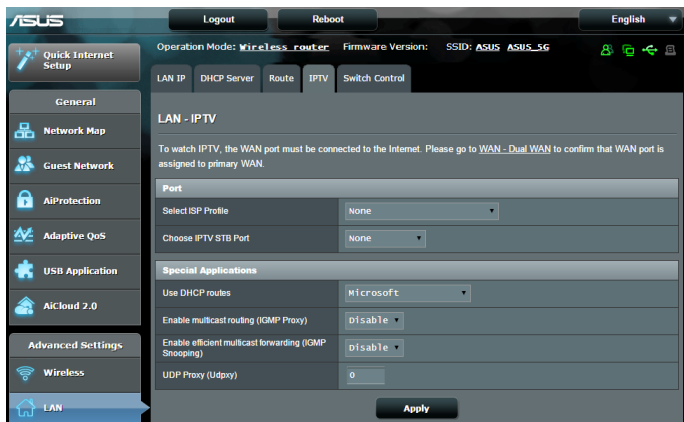 ASUS
Logout
Reboot
English
Quick Internet
Setup
Operation Mode: Wireless router Firmware Version: SSID: ASUS ASUS_5G
LAN IP
DHCP Server
Route
IPTV
Switch Control
General
Network Map
Guest Network
AiProtection
Adaptive QoS
USB Application
AiCloud 2.0
Advanced Settings
Wireless
LAN
LAN - IPTV
To watch IPTV, the WAN port must be connected to the Internet. Please go to WAN - Dual WAN to confirm that WAN port is
assigned to primary WAN.
Port
Select ISP Profile
None
Choose IPTV STB Port
None
Special Applications
Use DHCP routes
Microsoft
Enable multicast routing (IGMP Proxy)
Disable
Enable efficient multicast forwarding (IGMP
Snooping)
Disable
UDP Proxy (Udpxy)
0
Apply